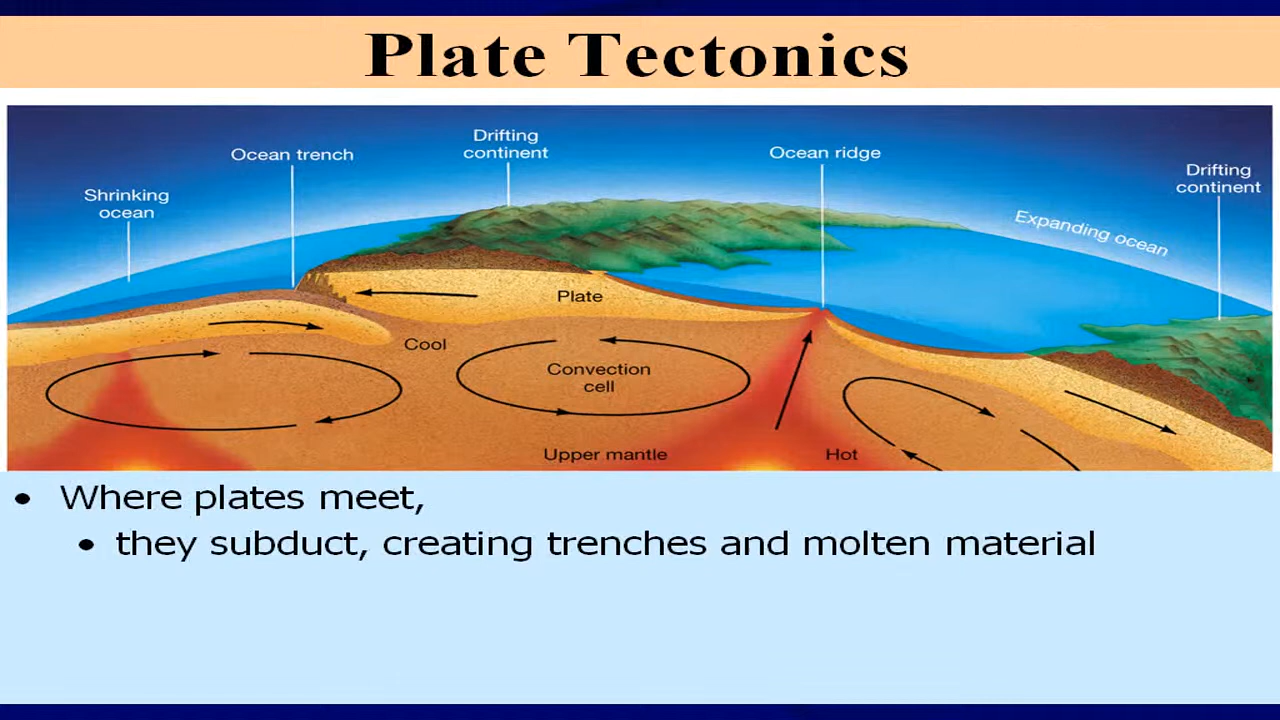 Plate Tectonics
Drifting
continent
Ocean trench
Ocean ridge
Drifting
continent
Shrinking
ocean
Expanding ocean
Plate
Cool
Convection
cell
Upper mantle
Hot
• Where plates meet,
• they subduct, creating trenches and molten material